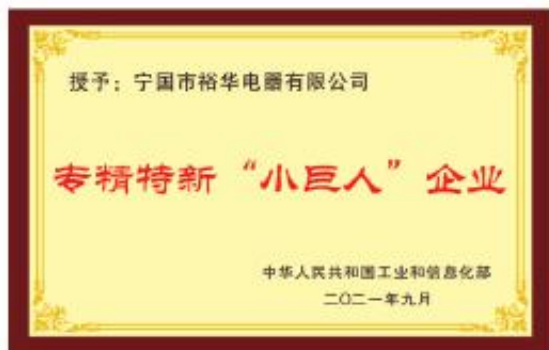 授予：宁国市裕华电器有限公司
专精特新“小巨人”企业
中华人民共和国工业和信息化部
二〇二一年九月